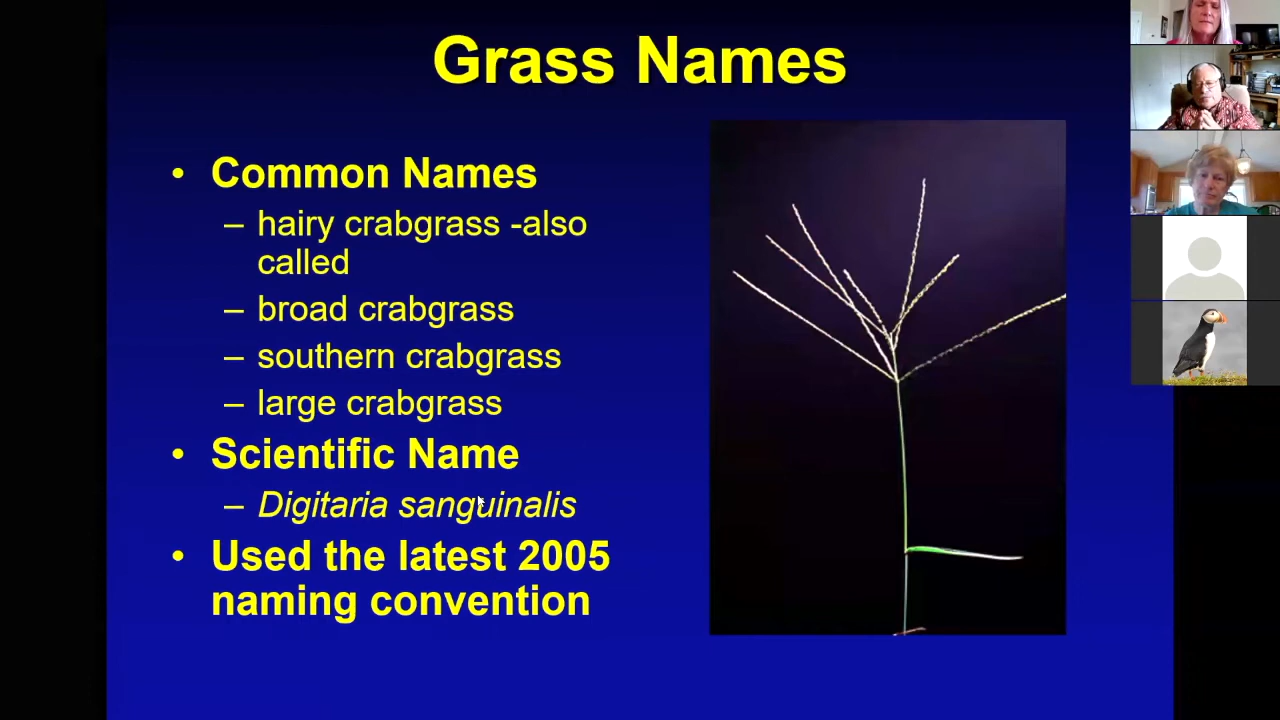 Grass Names
• Common Names
– hairy crabgrass -also
called
– broad crabgrass
– southern crabgrass
– large crabgrass
• Scientific Name
– Digitaria sanguinalis
• Used the latest 2005
naming convention